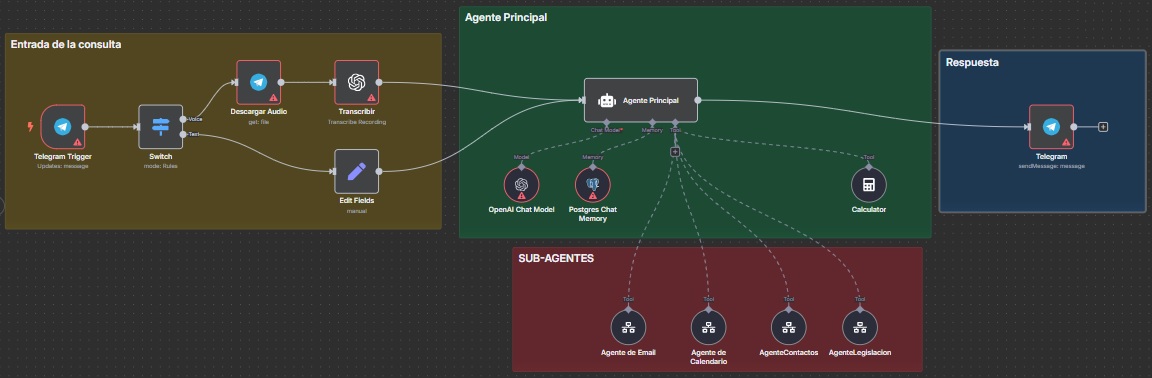 Entrada de la consulta
Telegram Trigger
Updates: message
Switch
mode: Rules
Voice
Text
Descargar Audio
get: file
Transcribir
Transcribe Recording
Edit Fields
manual
Agente Principal
Agente Principal
Chat Model*
Memory
Tool
Model
OpenAI Chat Model
Memory
Postgres Chat
Memory
Tool
Calculator
SUB-AGENTES
Tool
Agente de Email
Tool
Agente de
Calendario
Tool
AgenteContactos
Tool
AgenteLegislacion
Respuesta
Telegram
sendMessage: message